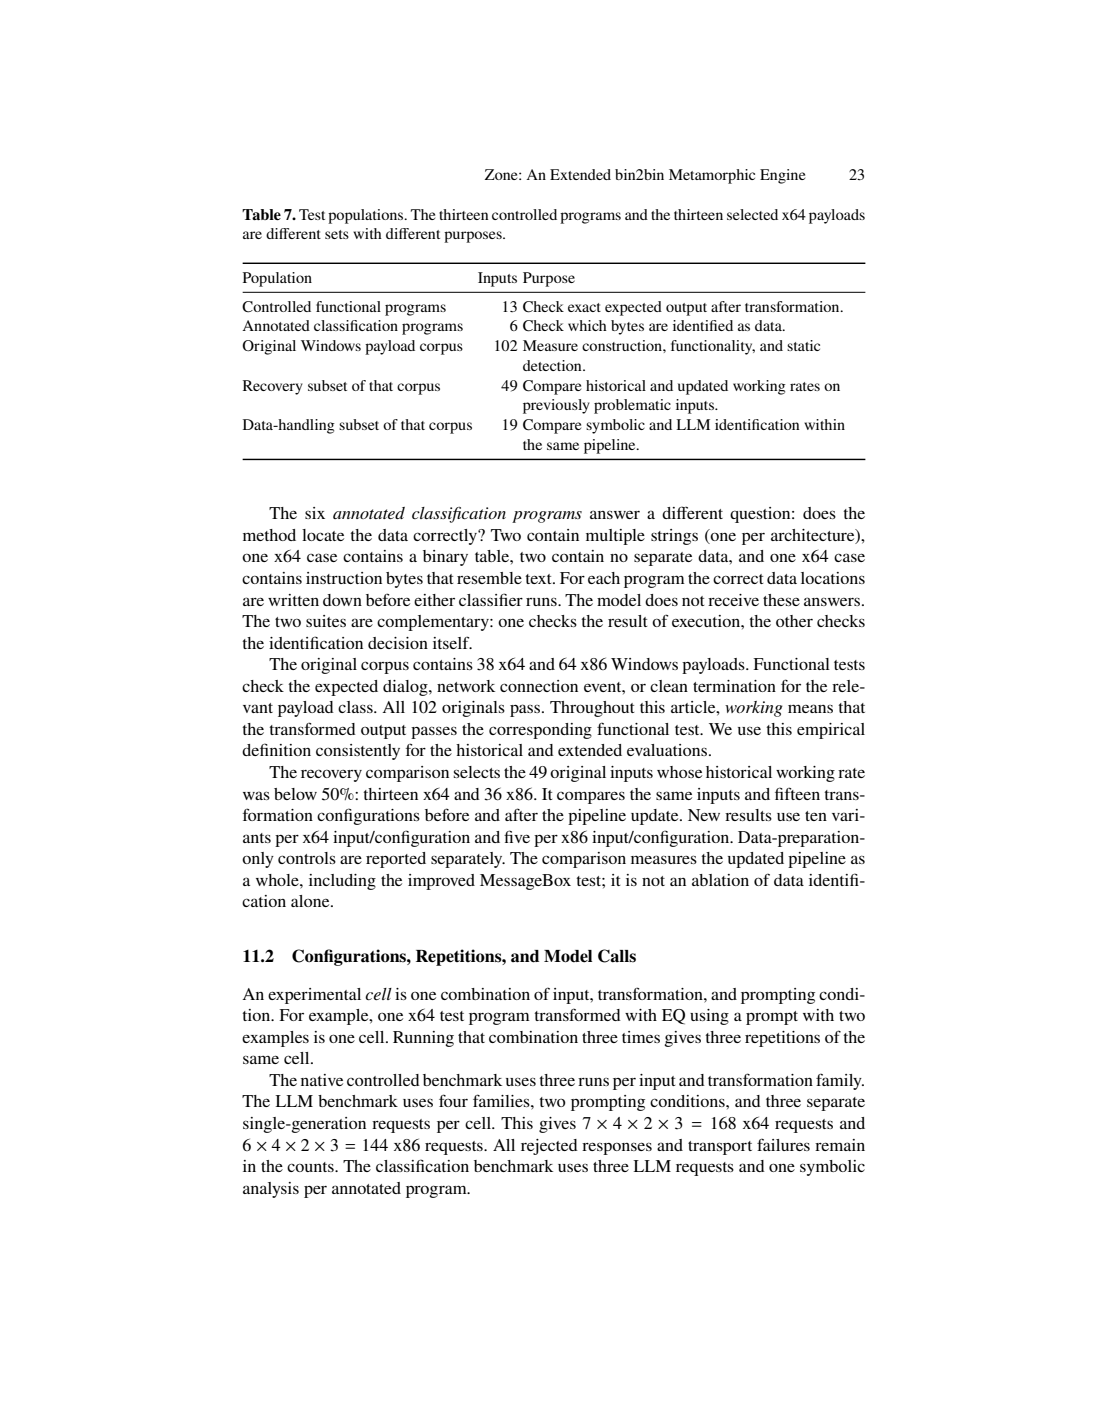 Zone: An Extended bin2bin Metamorphic Engine 23
Table 7. Test populations. The thirteen controlled programs and the thirteen selected x64 payloads
are different sets with different purposes.
Population Inputs Purpose
Controlled functional programs 13 Check exact expected output after transformation.
Annotated classification programs 6 Check which bytes are identified as data.
Original Windows payload corpus 102 Measure construction, functionality, and static
detection.
Recovery subset of that corpus 49 Compare historical and updated working rates on
previously problematic inputs.
Data-handling subset of that corpus 19 Compare symbolic and LLM identification within
the same pipeline.
The six annotated classification programs answer a different question: does the
method locate the data correctly? Two contain multiple strings (one per architecture),
one x64 case contains a binary table, two contain no separate data, and one x64 case
contains instruction bytes that resemble text. For each program the correct data locations
are written down before either classifier runs. The model does not receive these answers.
The two suites are complementary: one checks the result of execution, the other checks
the identification decision itself.
The original corpus contains 38 x64 and 64 x86 Windows payloads. Functional tests
check the expected dialog, network connection event, or clean termination for the rele-
vant payload class. All 102 originals pass. Throughout this article, working means that
the transformed output passes the corresponding functional test. We use this empirical
definition consistently for the historical and extended evaluations.
The recovery comparison selects the 49 original inputs whose historical working rate
was below 50%: thirteen x64 and 36 x86. It compares the same inputs and fifteen trans-
formation configurations before and after the pipeline update. New results use ten vari-
ants per x64 input/configuration and five per x86 input/configuration. Data-preparation-
only controls are reported separately. The comparison measures the updated pipeline as
a whole, including the improved MessageBox test; it is not an ablation of data identifi-
cation alone.
11.2 Configurations, Repetitions, and Model Calls
An experimental cell is one combination of input, transformation, and prompting condi-
tion. For example, one x64 test program transformed with EQ using a prompt with two
examples is one cell. Running that combination three times gives three repetitions of the
same cell.
The native controlled benchmark uses three runs per input and transformation family.
The LLM benchmark uses four families, two prompting conditions, and three separate
single-generation requests per cell. This gives 7 × 4 × 2 × 3 = 168 x64 requests and
6 × 4 × 2 × 3 = 144 x86 requests. All rejected responses and transport failures remain
in the counts. The classification benchmark uses three LLM requests and one symbolic
analysis per annotated program.